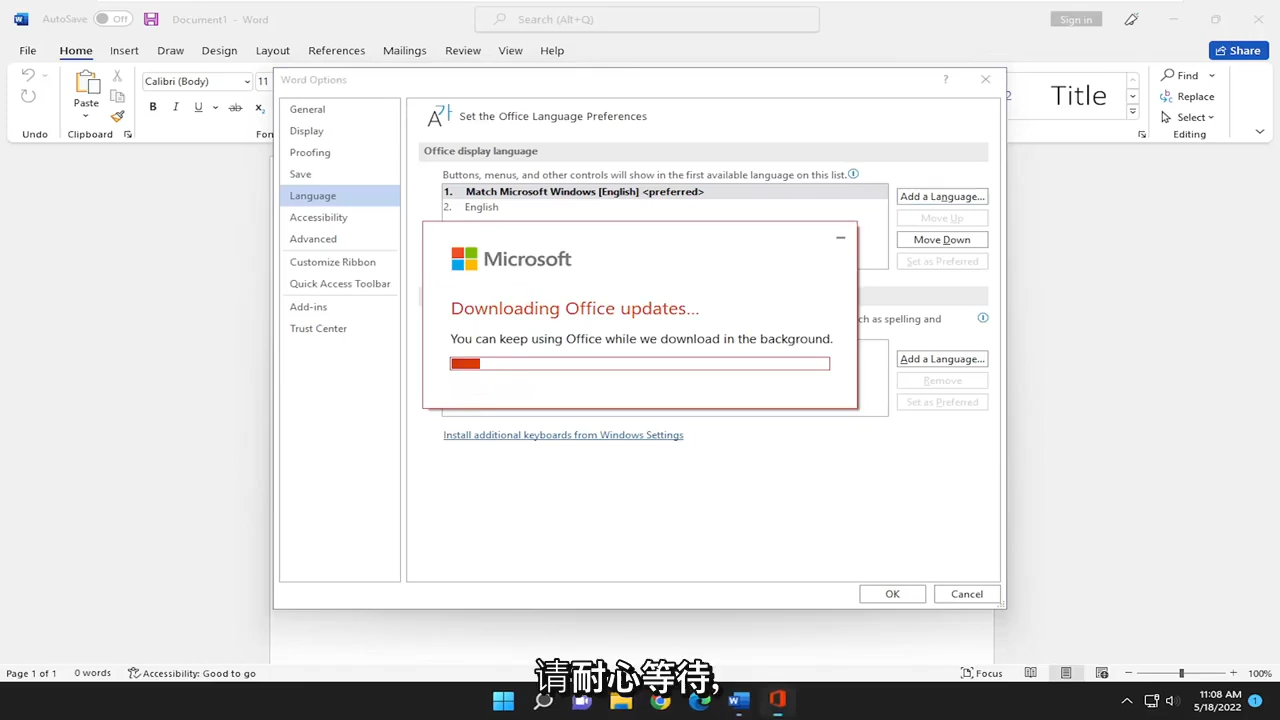 AutoSave Off Document1 - Word Search (Alt+Q) Sign in
File Home Insert Draw Design Layout References Mailings Review View Help Share
Calibri (Body) 11
Paste
B I U ab x
Title
Find
Replace
Select
Undo Clipboard Fon Editing
Word Options ?
General
Display
Proofing
Save
Language
Accessibility
Advanced
Customize Ribbon
Quick Access Toolbar
Add-ins
Trust Center
Set the Office Language Preferences
Office display language
Buttons, menus, and other controls will show in the first available language on this list.
1. Match Microsoft Windows [English] <preferred>
2. English
Add a Language...
Move Up
Move Down
Set as Preferred
Microsoft
Downloading Office updates...
You can keep using Office while we download in the background.
ch as spelling and
Add a Language...
Remove
Set as Preferred
Install additional keyboards from Windows Settings
OK Cancel
Page 1 of 1 0 words Accessibility: Good to go Focus 100%
请耐心等待,
11:08 AM
5/18/2022
1